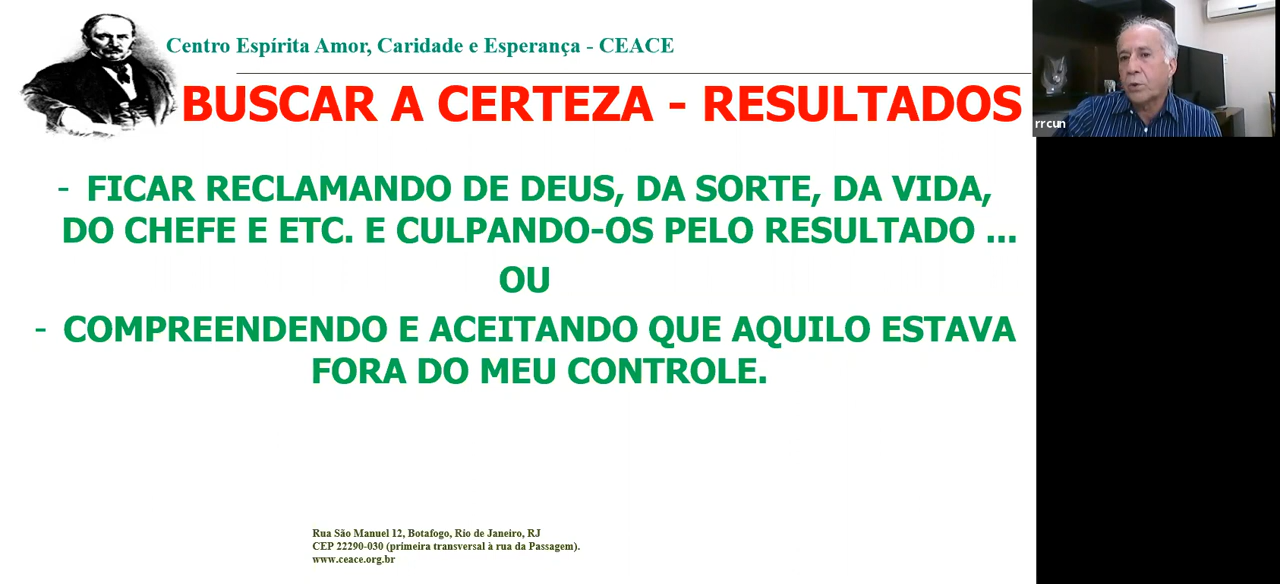 Centro Espírita Amor, Caridade e Esperança - CEACE
BUSCAR A CERTEZA - RESULTADOS
rrcun
- FICAR RECLAMANDO DE DEUS, DA SORTE, DA VIDA,
DO CHEFE E ETC. E CULPANDO-OS PELO RESULTADO ...
OU
- COMPREENDENDO E ACEITANDO QUE AQUILO ESTAVA
FORA DO MEU CONTROLE.
Rua São Manuel 12, Botafogo, Rio de Janeiro, RJ
CEP 22290-030 (primeira transversal à rua da Passagem).
www.ceace.org.br